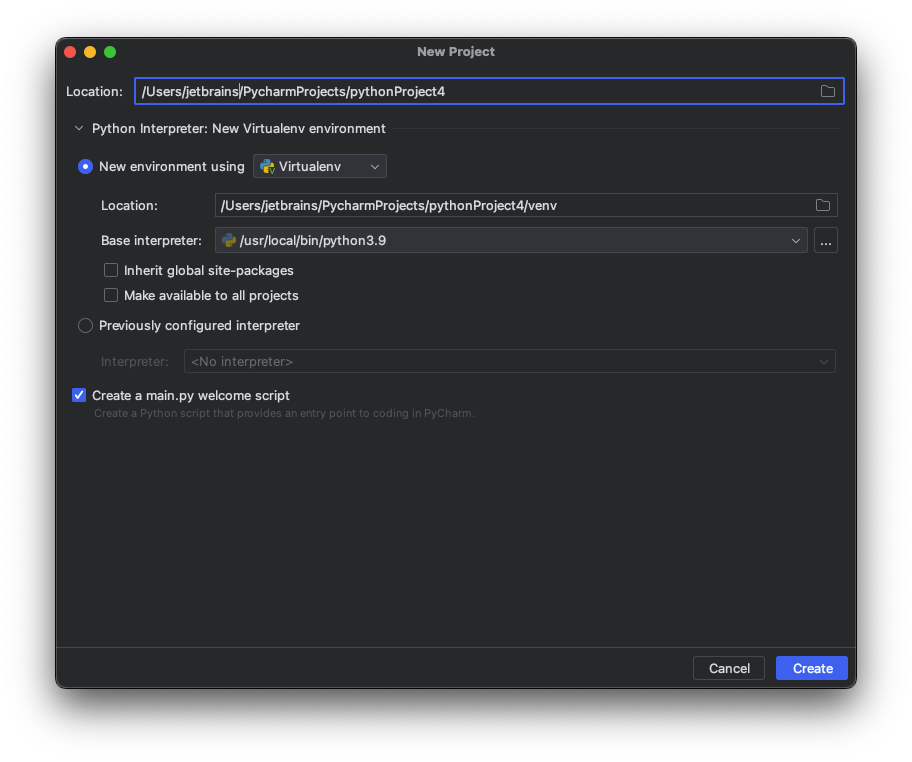 New Project
Location: /Users/jetbrains/PycharmProjects/pythonProject4
Python Interpreter: New Virtualenv environment
New environment using Virtualenv
Location: /Users/jetbrains/PycharmProjects/pythonProject4/venv
Base interpreter: /usr/local/bin/python3.9 ...
Inherit global site-packages
Make available to all projects
Previously configured interpreter
Interpreter: <No interpreter>
Create a main.py welcome script
Create a Python script that provides an entry point to coding in PyCharm.
Cancel Create